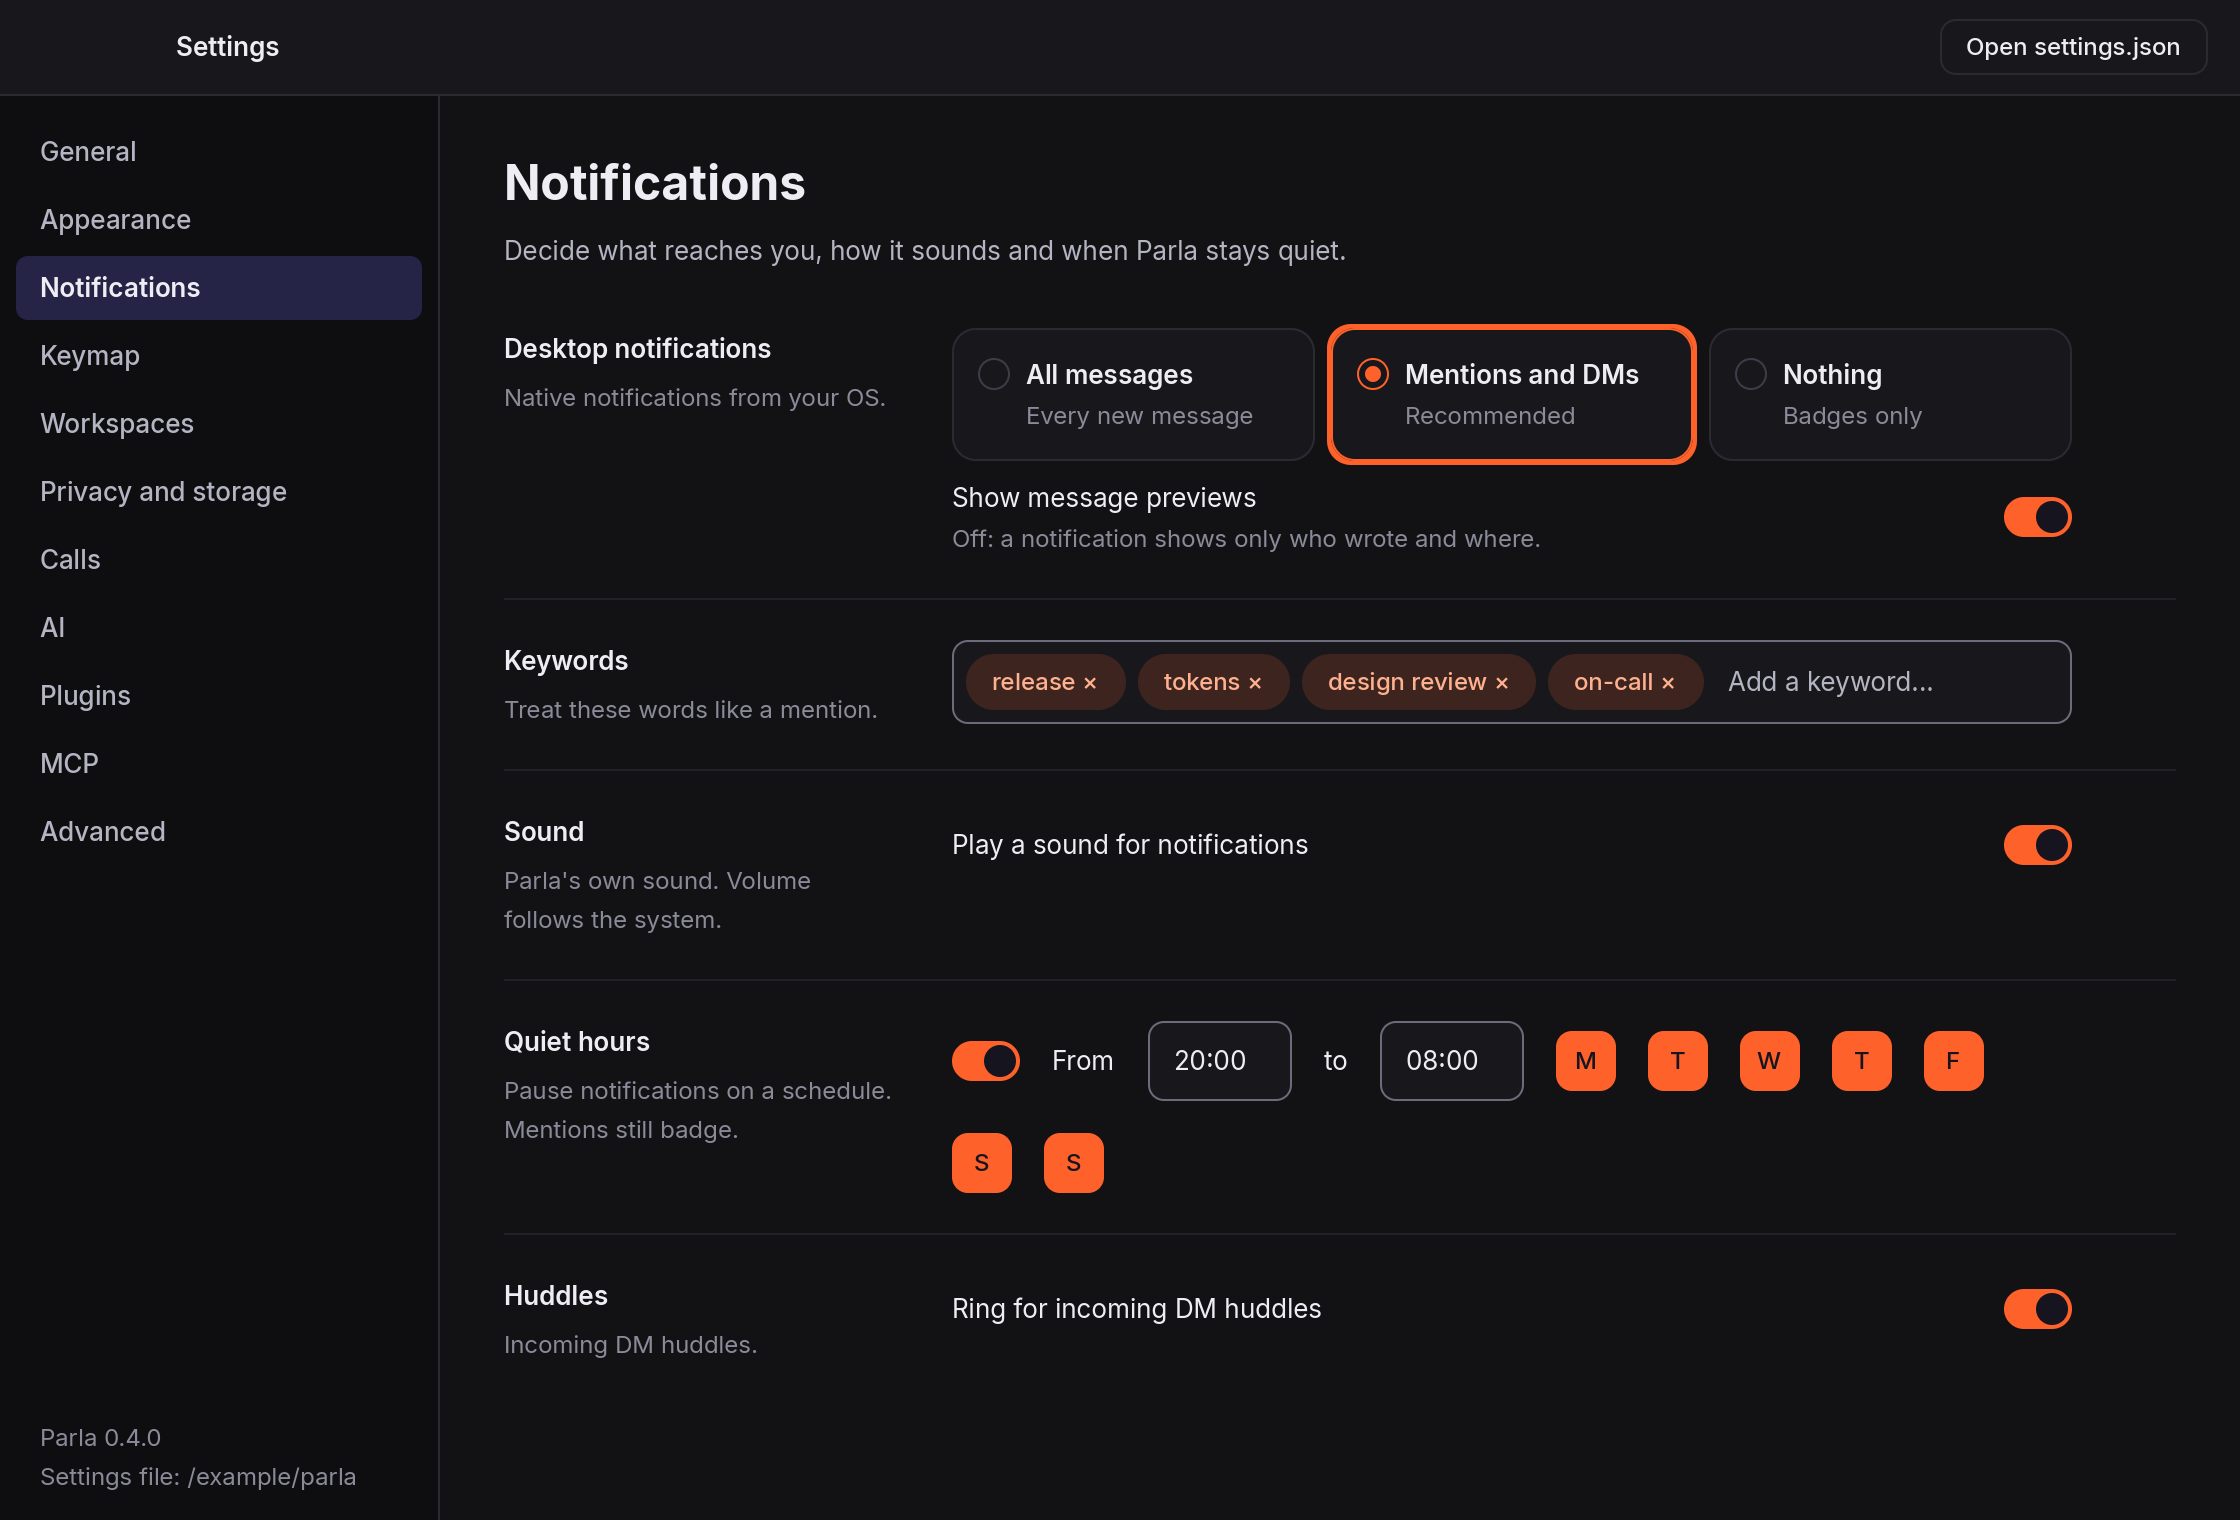 Settings
Open settings.json
General
Appearance
Notifications
Keymap
Workspaces
Privacy and storage
Calls
AI
Plugins
MCP
Advanced
Parla 0.4.0
Settings file: /example/parla
Notifications
Decide what reaches you, how it sounds and when Parla stays quiet.
Desktop notifications
Native notifications from your OS.
All messages
Every new message
Mentions and DMs
Recommended
Nothing
Badges only
Show message previews
Off: a notification shows only who wrote and where.
Keywords
Treat these words like a mention.
release ×
tokens ×
design review ×
on-call ×
Add a keyword...
Sound
Parla's own sound. Volume
follows the system.
Play a sound for notifications
Quiet hours
Pause notifications on a schedule.
Mentions still badge.
From 20:00 to 08:00 M T W T F
S S
Huddles
Incoming DM huddles.
Ring for incoming DM huddles